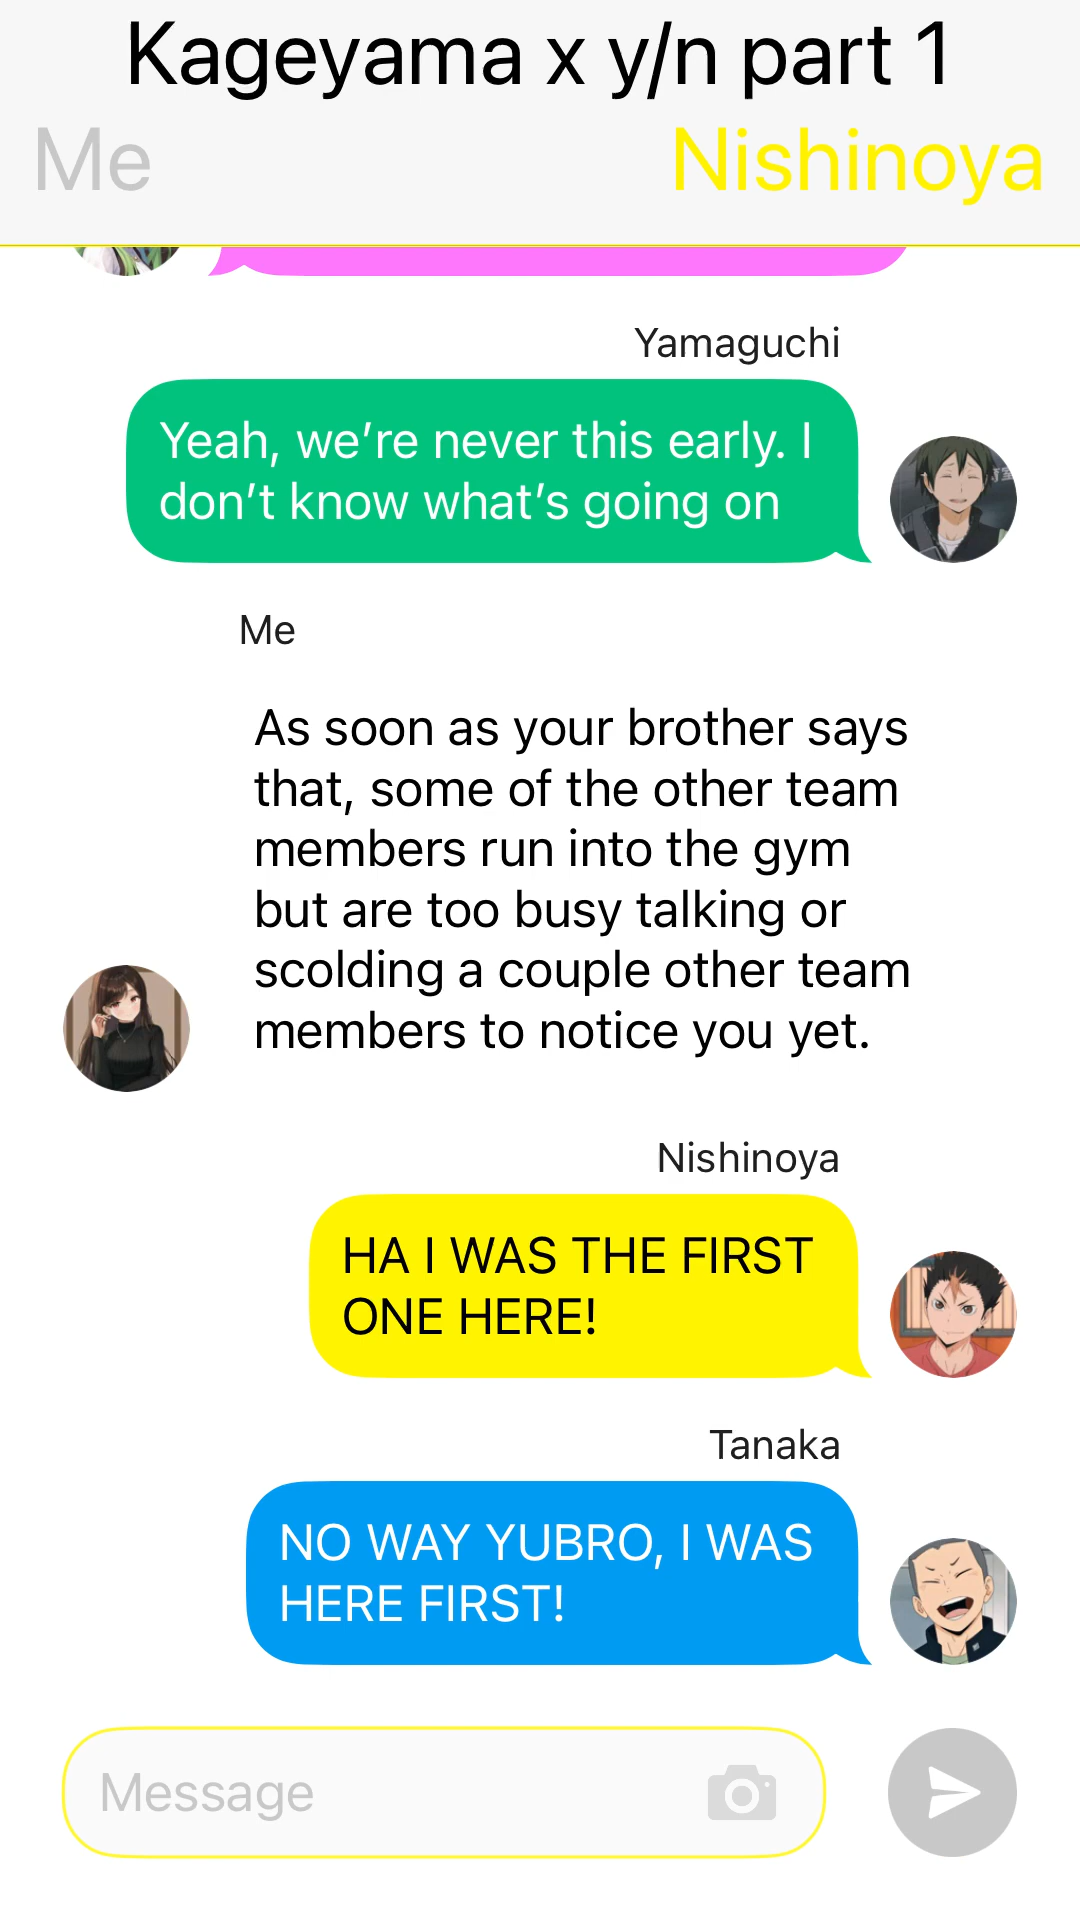 Kageyama x y/n part 1
Me
Nishinoya
Yamaguchi
Yeah, we’re never this early. I
don’t know what’s going on
Me
As soon as your brother says
that, some of the other team
members run into the gym
but are too busy talking or
scolding a couple other team
members to notice you yet.
Nishinoya
HA I WAS THE FIRST
ONE HERE!
Tanaka
NO WAY YUBRO, I WAS
HERE FIRST!
Message